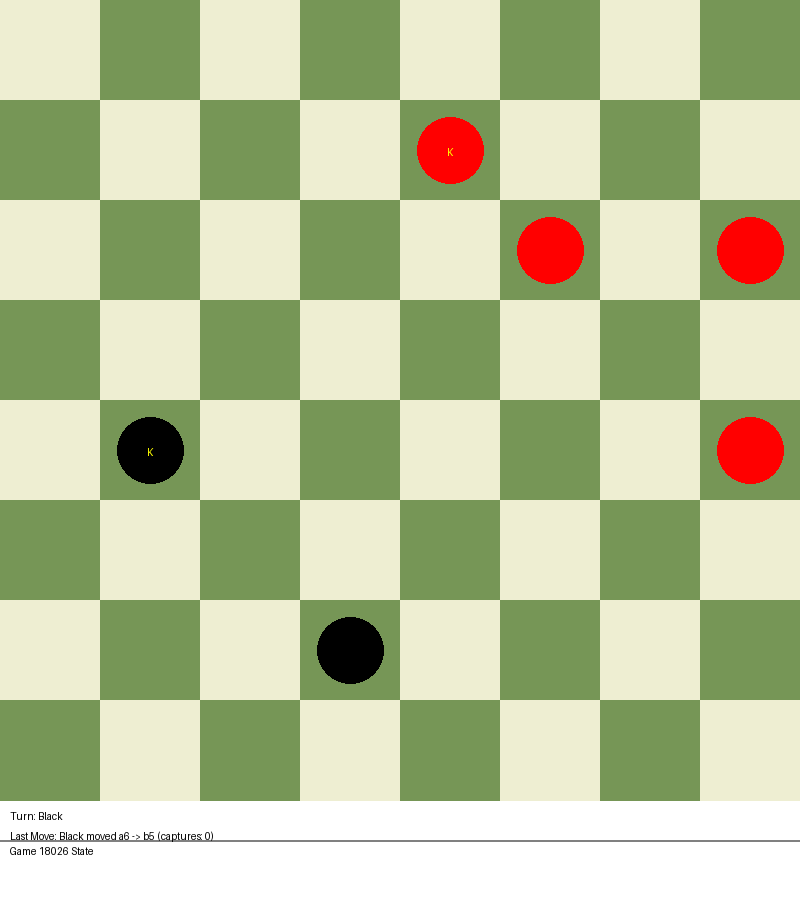 K
K
Turn: Black
Last Move: Black moved a6 -> b5 (captures: 0)
Game 18026 State